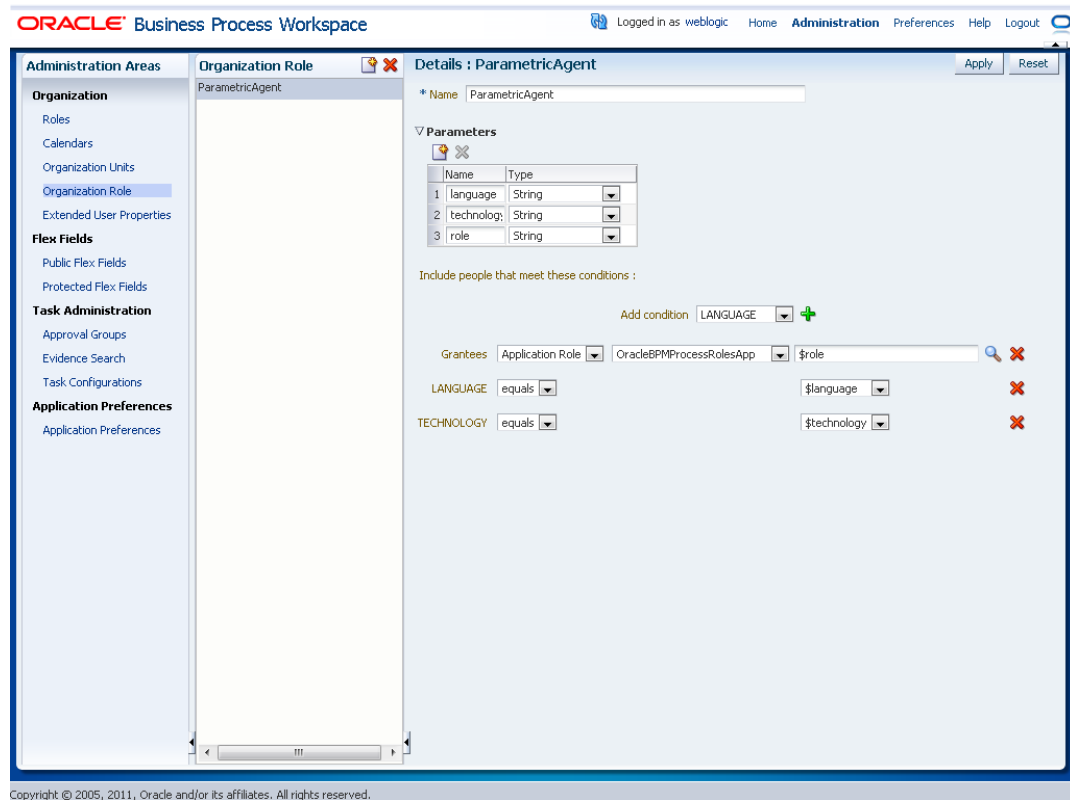 ORACLE Business Process Workspace
Logged in as weblogic Home Administration Preferences Help Logout
Administration Areas
Organization
Roles
Calendars
Organization Units
Organization Role
Extended User Properties
Flex Fields
Public Flex Fields
Protected Flex Fields
Task Administration
Approval Groups
Evidence Search
Task Configurations
Application Preferences
Application Preferences
Organization Role
ParametricAgent
Details : ParametricAgent
Apply Reset
* Name ParametricAgent
Parameters
Name Type
1 language String
2 technolog String
3 role String
Include people that meet these conditions :
Add condition LANGUAGE
Grantees Application Role OracleBPMProcessRolesApp $role
LANGUAGE equals $language
TECHNOLOGY equals $technology
Copyright © 2005, 2011, Oracle and/or its affiliates. All rights reserved.